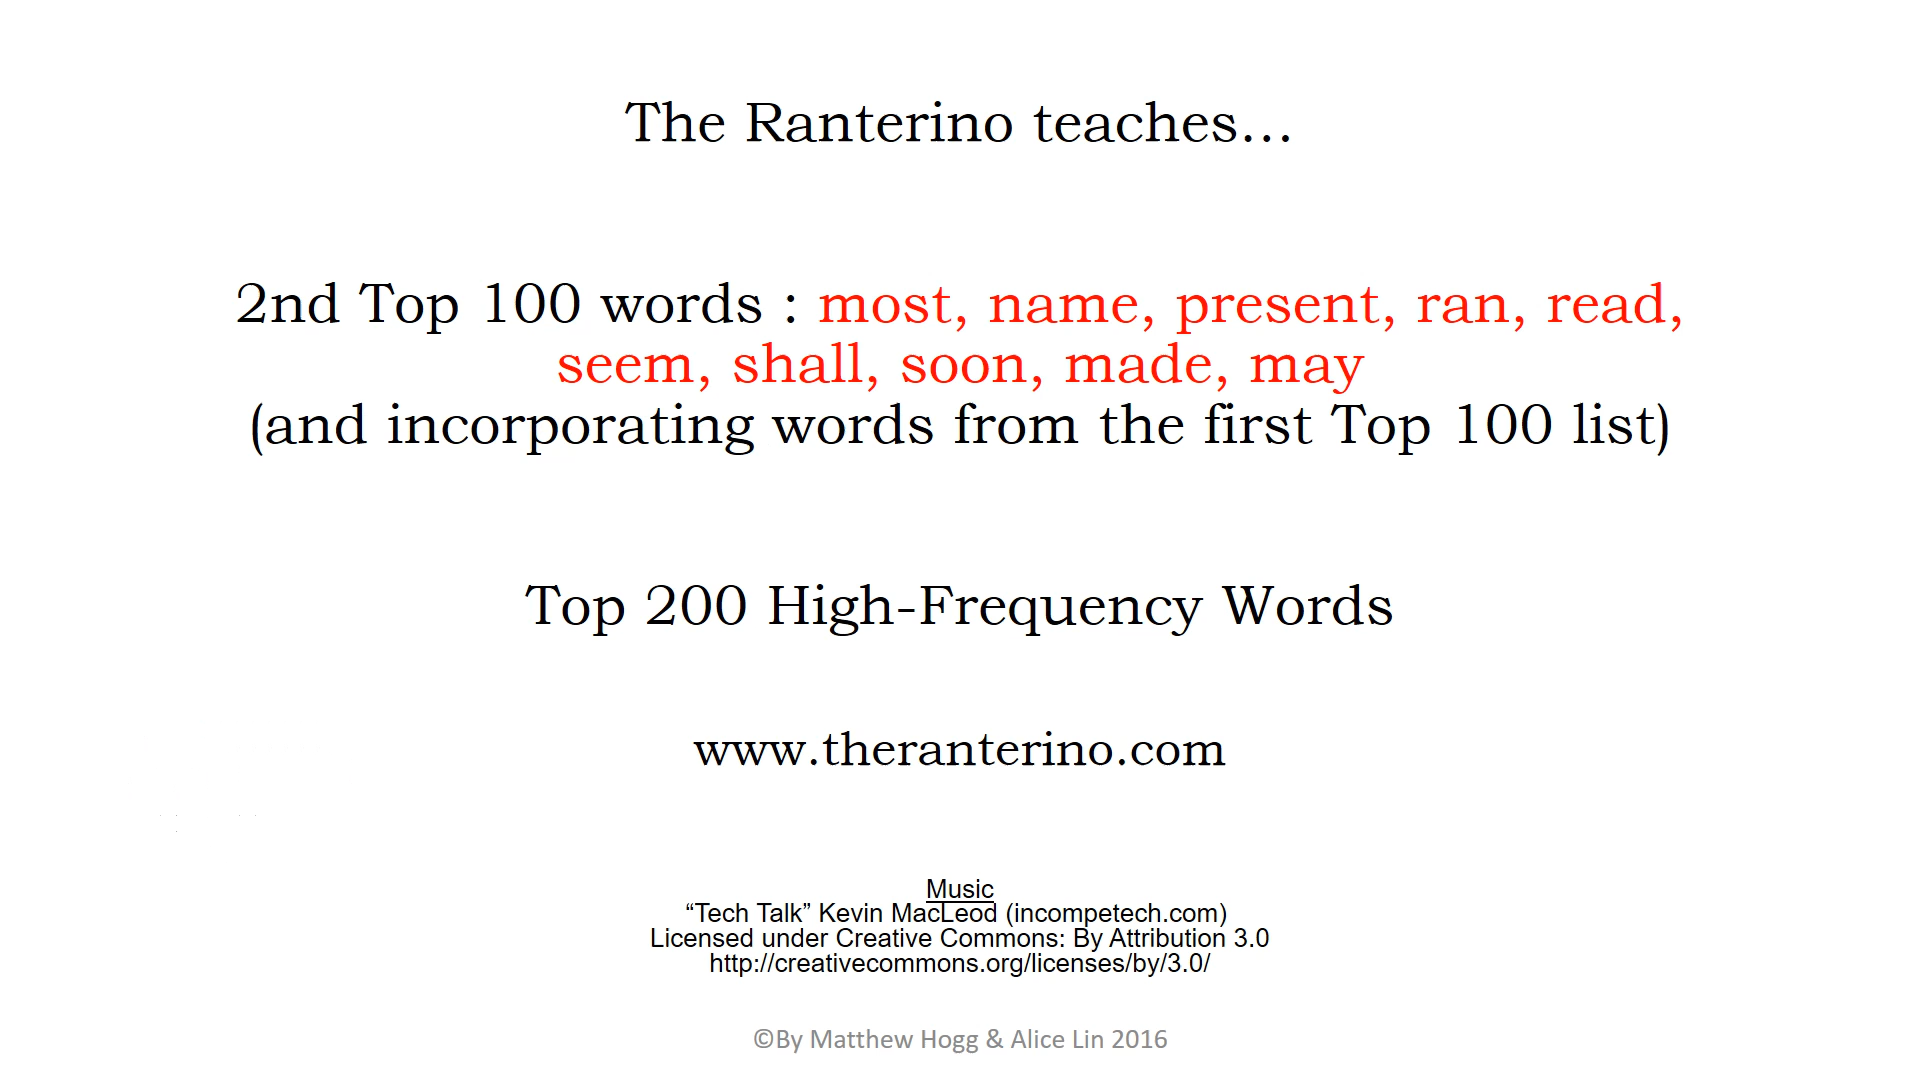 The Ranterino teaches...
2nd Top 100 words : most, name, present, ran, read,
seem, shall, soon, made, may
(and incorporating words from the first Top 100 list)
Top 200 High-Frequency Words
www.theranterino.com
Music
“Tech Talk” Kevin MacLeod (incompetech.com)
Licensed under Creative Commons: By Attribution 3.0
http://creativecommons.org/licenses/by/3.0/
©By Matthew Hogg & Alice Lin 2016